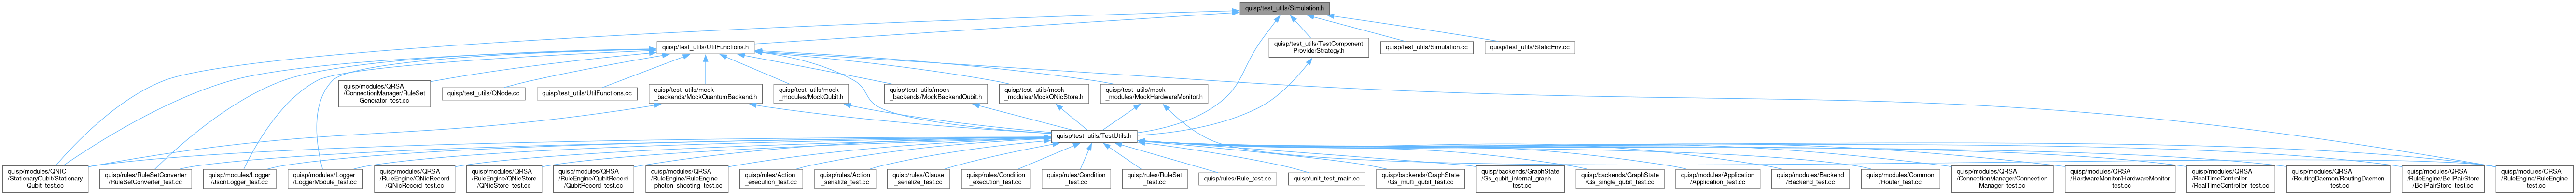 quisp/test_utils/Simulation.h
quisp/test_utils/UtilFunctions.h
quisp/test_utils/TestComponent
ProviderStrategy.h
quisp/test_utils/Simulation.cc
quisp/test_utils/StaticEnv.cc
quisp/modules/QRSA
/ConnectionManager/RuleSet
Generator_test.cc
quisp/test_utils/QNode.cc
quisp/test_utils/UtilFunctions.cc
quisp/test_utils/mock
_backends/MockQuantumBackend.h
quisp/test_utils/mock
_modules/MockQubit.h
quisp/test_utils/mock
_backends/MockBackendQubit.h
quisp/test_utils/mock
_modules/MockQNicStore.h
quisp/test_utils/mock
_modules/MockHardwareMonitor.h
quisp/test_utils/TestUtils.h
quisp/modules/QNIC
/StationaryQubit/Stationary
Qubit_test.cc
quisp/rules/RuleSetConverter
/RuleSetConverter_test.cc
quisp/modules/Logger
/JsonLogger_test.cc
quisp/modules/Logger
/LoggerModule_test.cc
quisp/modules/QRSA
/RuleEngine/QNicRecord
/QNicRecord_test.cc
quisp/modules/QRSA
/RuleEngine/QNicStore
/QNicStore_test.cc
quisp/modules/QRSA
/RuleEngine/QubitRecord
/QubitRecord_test.cc
quisp/modules/QRSA
/RuleEngine/RuleEngine
_photon_shooting_test.cc
quisp/rules/Action
_execution_test.cc
quisp/rules/Action
_serialize_test.cc
quisp/rules/Clause
_serialize_test.cc
quisp/rules/Condition
_execution_test.cc
quisp/rules/Condition
_test.cc
quisp/rules/RuleSet
_test.cc
quisp/rules/Rule_test.cc
quisp/unit_test_main.cc
quisp/backends/GraphState
/Gs_multi_qubit_test.cc
quisp/backends/GraphState
/Gs_qubit_internal_graph
_test.cc
quisp/backends/GraphState
/Gs_single_qubit_test.cc
quisp/modules/Application
/Application_test.cc
quisp/modules/Backend
/Backend_test.cc
quisp/modules/Common
/Router_test.cc
quisp/modules/QRSA
/ConnectionManager/Connection
Manager_test.cc
quisp/modules/QRSA
/HardwareMonitor/HardwareMonitor
_test.cc
quisp/modules/QRSA
/RealTimeController
/RealTimeController_test.cc
quisp/modules/QRSA
/RoutingDaemon/RoutingDaemon
_test.cc
quisp/modules/QRSA
/RuleEngine/BellPairStore
/BellPairStore_test.cc
quisp/modules/QRSA
/RuleEngine/RuleEngine
_test.cc